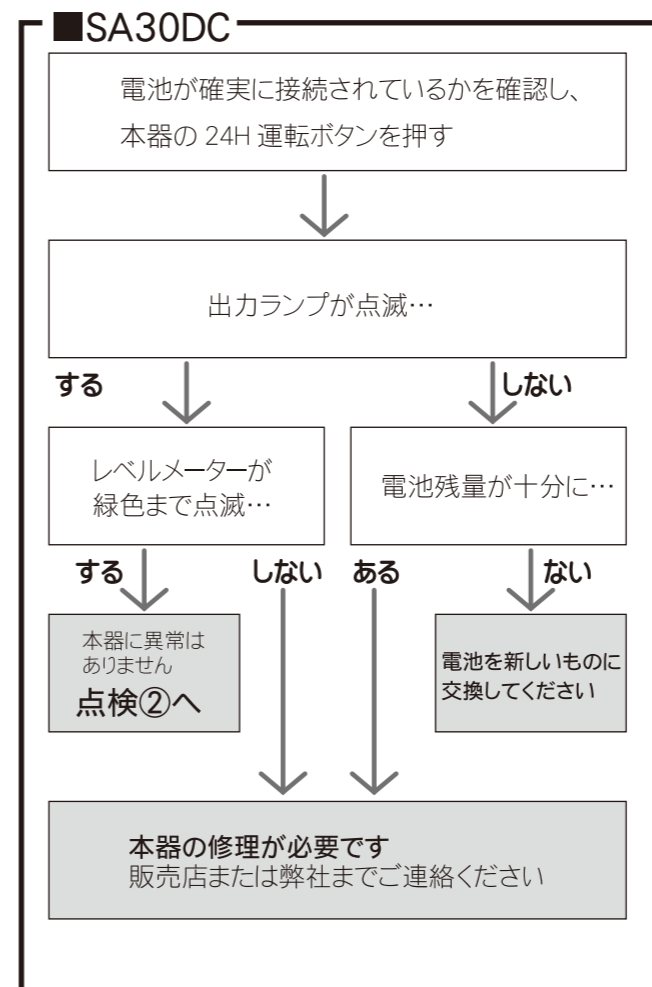 ■SA30DC
電池が確実に接続されているかを確認し、
本器の 24H 運転ボタンを押す
出力ランプが点滅…
する
しない
レベルメーターが
緑色まで点滅…
電池残量が十分に…
する
しない
ある
ない
本器に異常は
ありません
点検②へ
電池を新しいものに
交換してください
本器の修理が必要です
販売店または弊社までご連絡ください